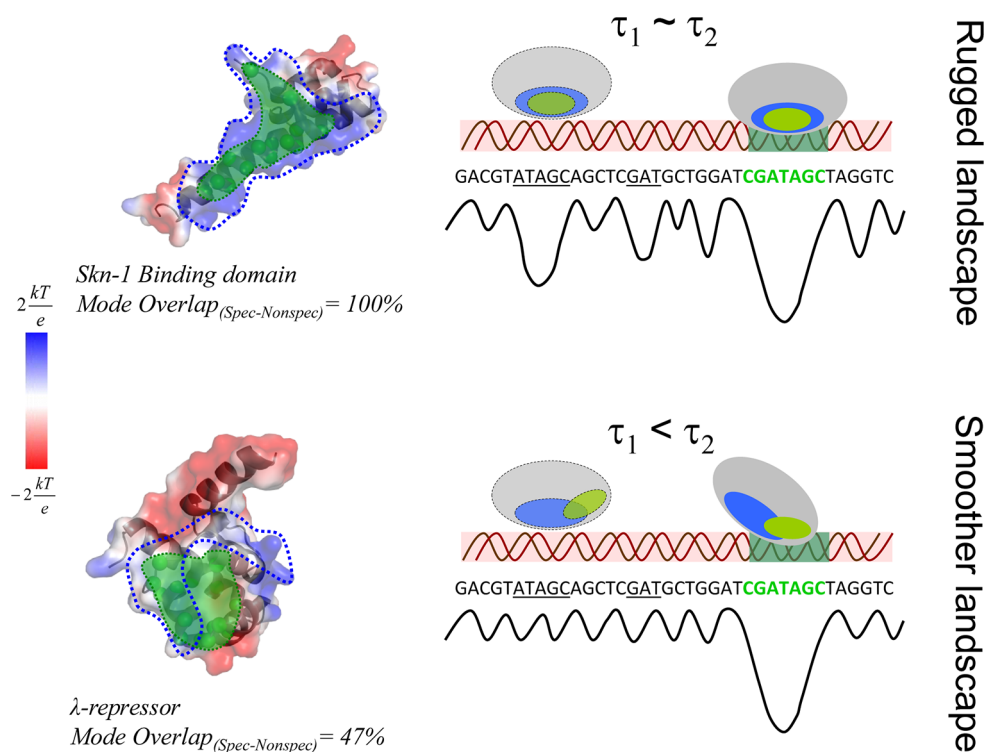 τ1 ~ τ2
Rugged landscape
GACGTATAGCAGCTCGATGCTGGATCGATAGCTAGGTC
Skn-1 Binding domain
Mode Overlap(Spec-Nonspec)= 100%
2 kT/e
−2 kT/e
τ1 < τ2
Smoother landscape
GACGTATAGCAGCTCGATGCTGGATCGATAGCTAGGTC
λ-repressor
Mode Overlap(Spec-Nonspec)= 47%